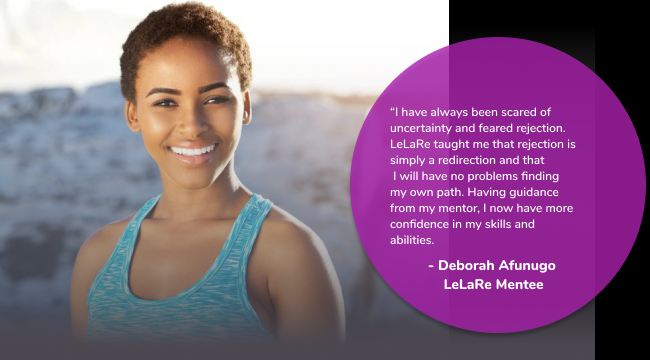 “I have always been scared of
uncertainty and feared rejection.
LeLaRe taught me that rejection is
simply a redirection and that
I will have no problems finding
my own path. Having guidance
from my mentor, I now have more
confidence in my skills and
abilities.
- Deborah Afunugo
LeLaRe Mentee